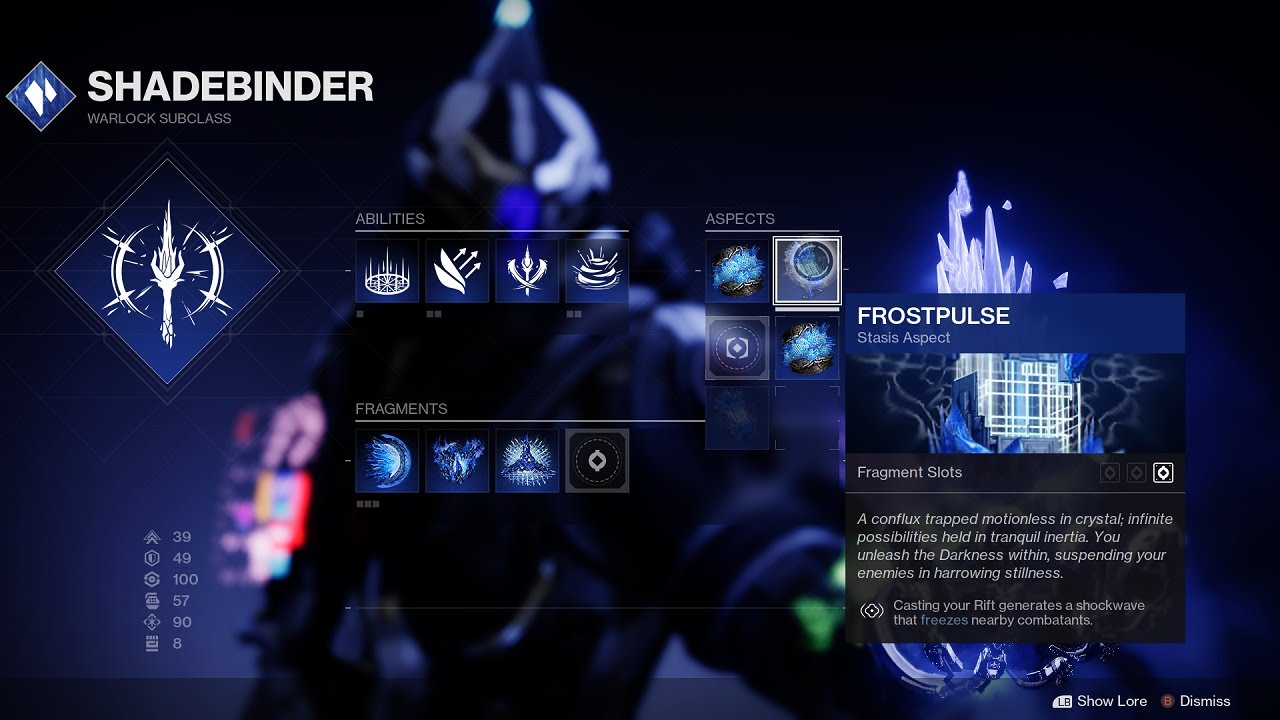 SHADEBINDER
WARLOCK SUBCLASS
ABILITIES
ASPECTS
FRAGMENTS
39
49
100
57
90
8
FROSTPULSE
Stasis Aspect
Fragment Slots
A conflux trapped motionless in crystal; infinite
possibilities held in tranquil inertia. You
unleash the Darkness within, suspending your
enemies in harrowing stillness.
Casting your Rift generates a shockwave
that freezes nearby combatants.
LB Show Lore B Dismiss